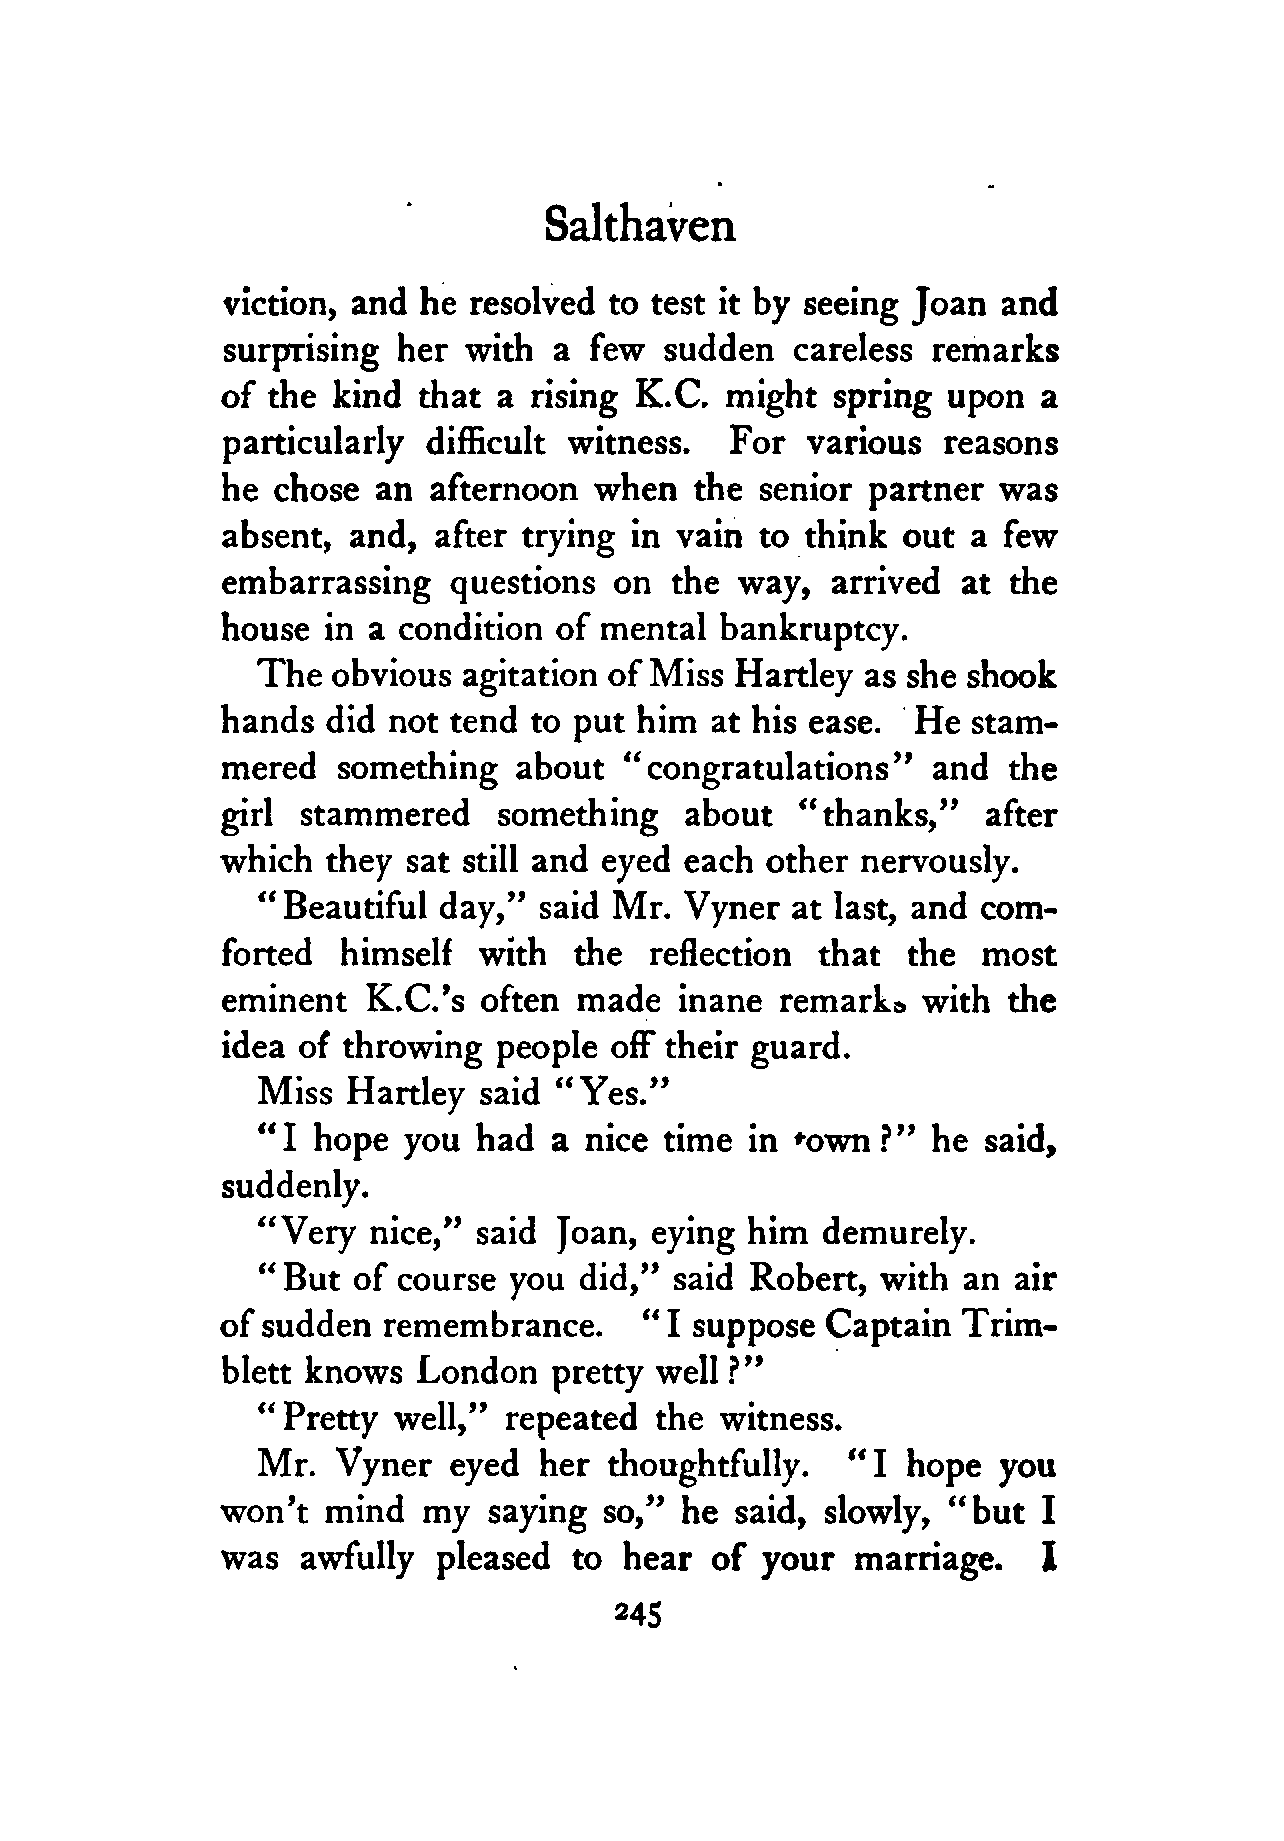 Salthaven
viction, and he resolved to test it by seeing Joan and
surprising her with a few sudden careless remarks
of the kind that a rising K.C. might spring upon a
particularly difficult witness. For various reasons
he chose an afternoon when the senior partner was
absent, and, after trying in vain to think out a few
embarrassing questions on the way, arrived at the
house in a condition of mental bankruptcy.
The obvious agitation of Miss Hartley as she shook
hands did not tend to put him at his ease. He stam-
mered something about "congratulations" and the
girl stammered something about "thanks," after
which they sat still and eyed each other nervously.
"Beautiful day," said Mr. Vyner at last, and com-
forted himself with the reflection that the most
eminent K.C.'s often made inane remarks with the
idea of throwing people off their guard.
Miss Hartley said "Yes."
"I hope you had a nice time in town?" he said,
suddenly.
"Very nice," said Joan, eying him demurely.
"But of course you did," said Robert, with an air
of sudden remembrance. "I suppose Captain Trim-
blett knows London pretty well?"
"Pretty well," repeated the witness.
Mr. Vyner eyed her thoughtfully. "I hope you
won't mind my saying so," he said, slowly, "but I
was awfully pleased to hear of your marriage. I
245